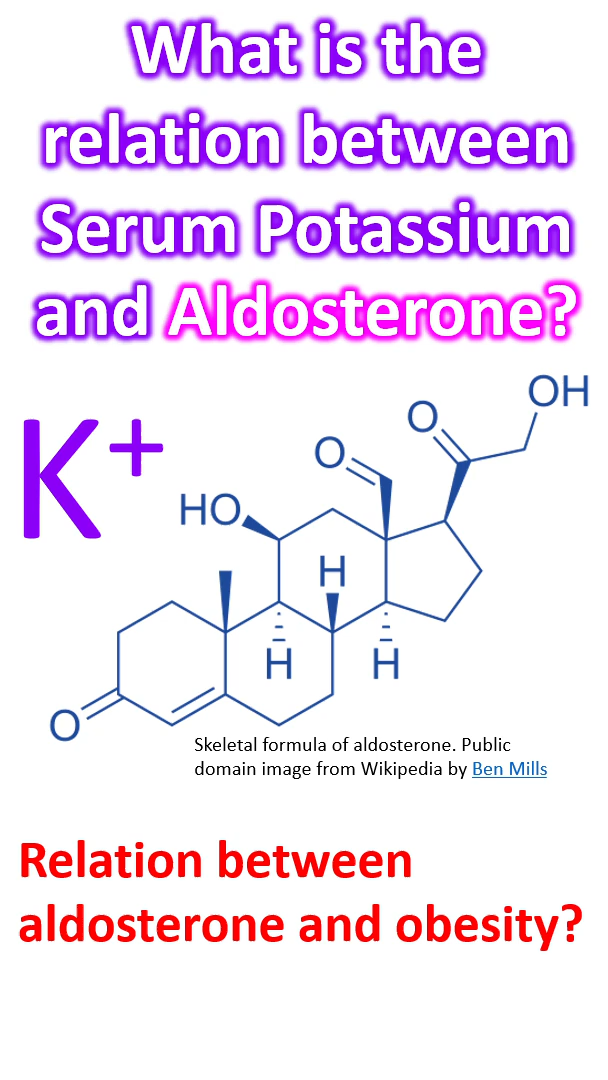 What is the
relation between
Serum Potassium
and Aldosterone?
K+
OH
O
O
HO
H
H
H
O
Skeletal formula of aldosterone. Public
domain image from Wikipedia by Ben Mills
Relation between
aldosterone and obesity?